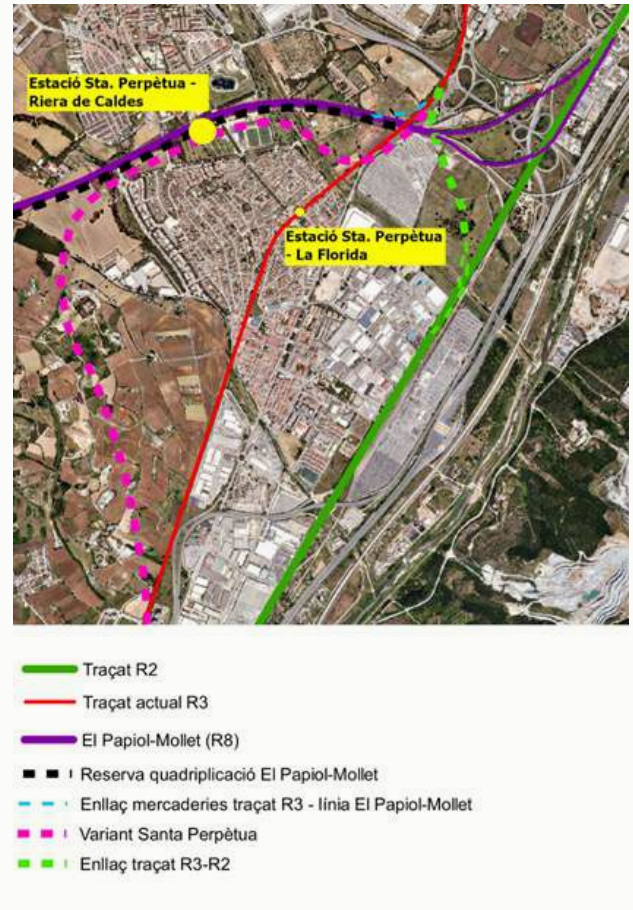 Estació Sta. Perpètua -
Riera de Caldes
Estació Sta. Perpètua
- La Florida
Traçat R2
Traçat actual R3
El Papiol-Mollet (R8)
Reserva quadriplicació El Papiol-Mollet
Enllaç mercaderies traçat R3 - línia El Papiol-Mollet
Variant Santa Perpètua
Enllaç traçat R3-R2